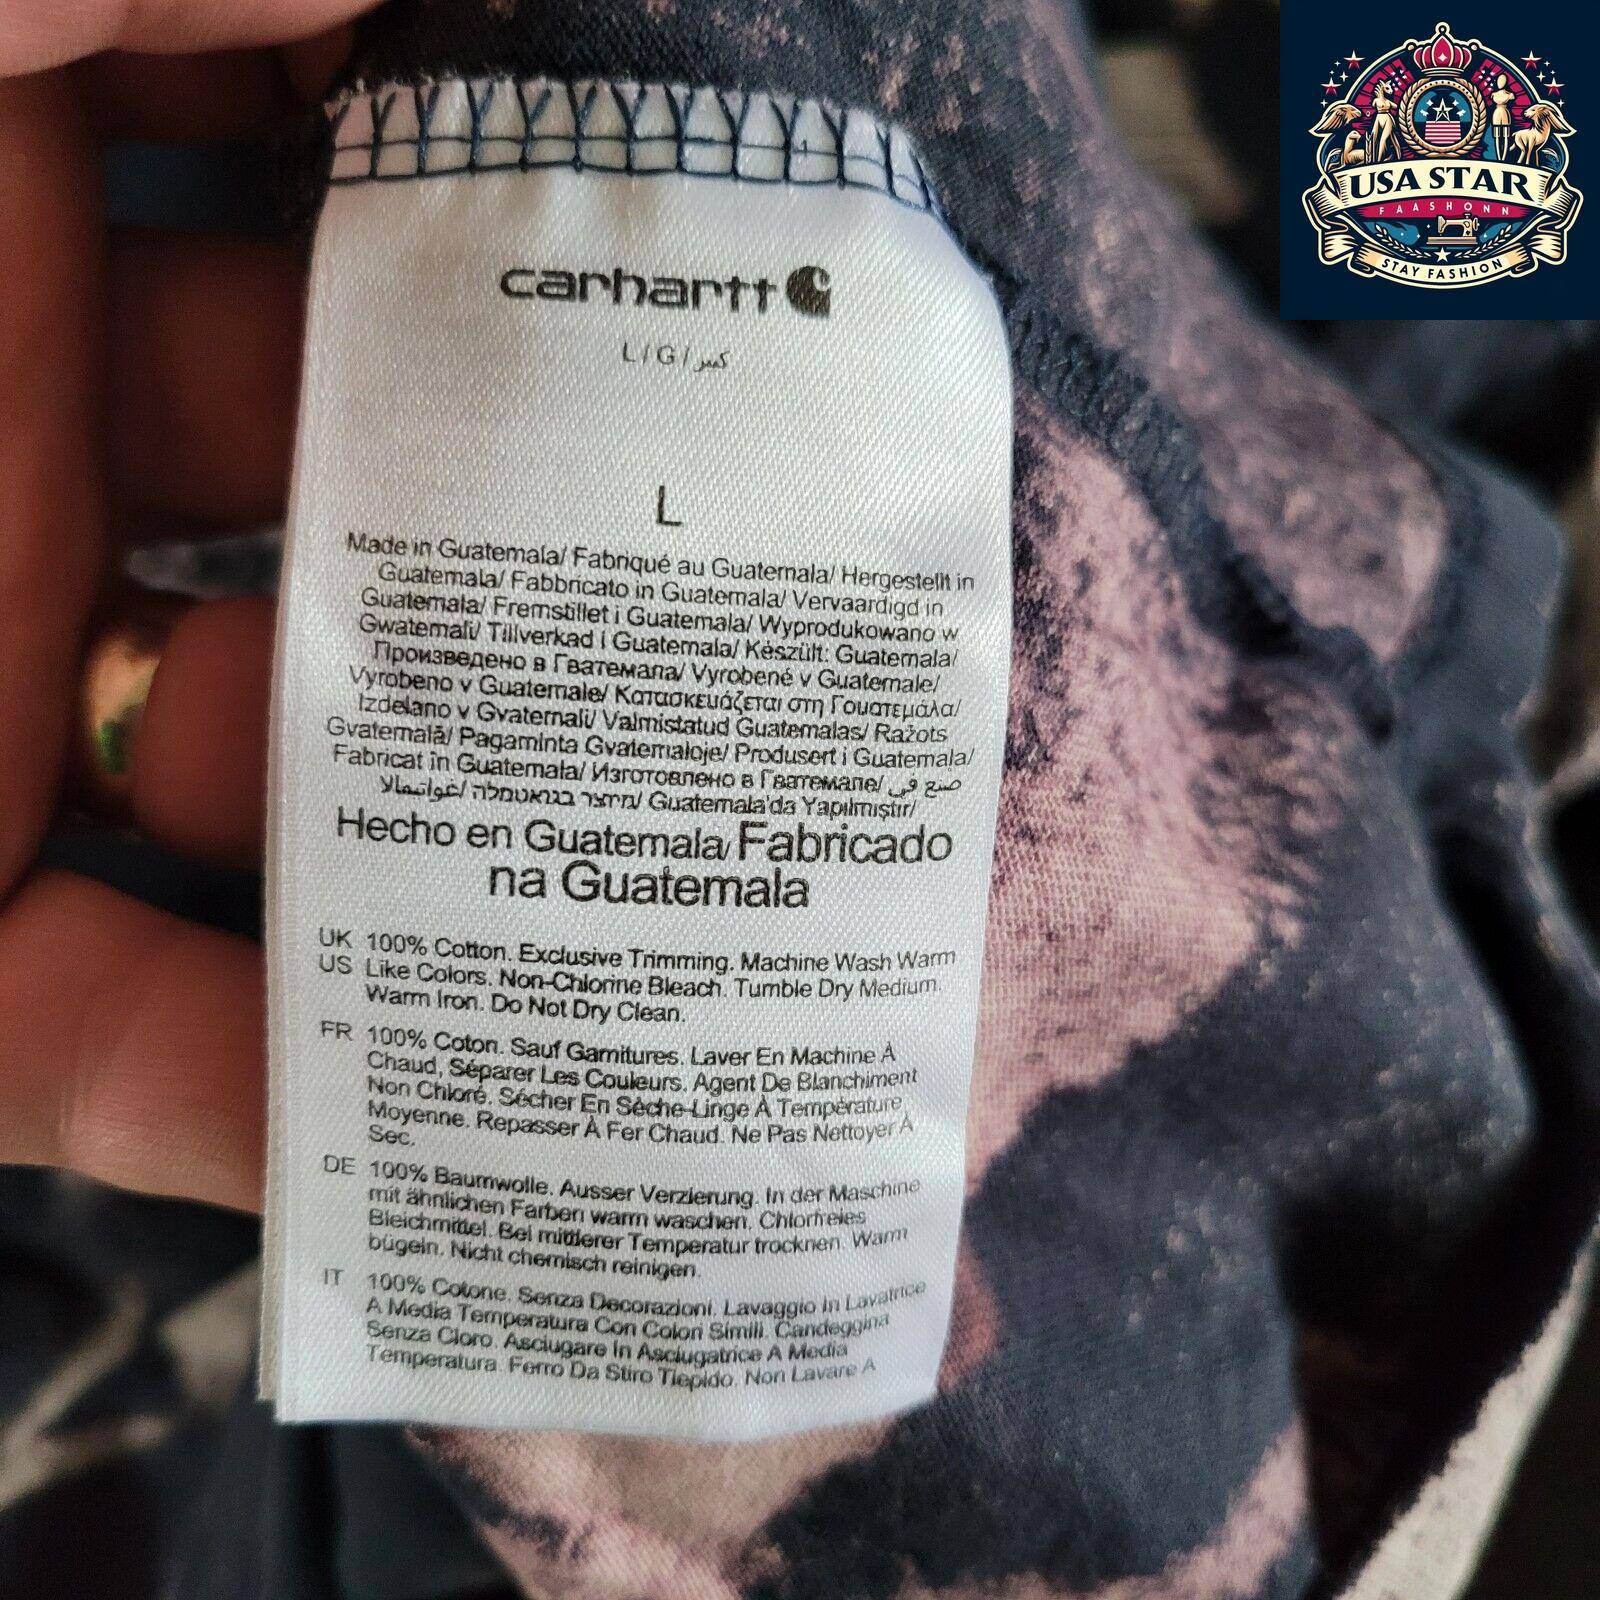 USA STAR
FAASHONN
STAY FASHION
carhartt
L/G/كبير
L
Made in Guatemala/ Fabriqué au Guatemala/ Hergestellt in
Guatemala/ Fabbricato in Guatemala/ Vervaardigd in
Guatemala/ Fremstillet i Guatemala/ Wyprodukowano w
Gwatemali/ Tillverkad i Guatemala/ Készült: Guatemala/
Произведено в Гватемала/ Vyrobené v Guatemale/
Vyrobeno v Guatemale/ Κατασκευάζεται στη Γουατεμάλα/
Izdelano v Gvatemali/ Valmistatud Guatemalas/ Ražots
Gvatemalā/ Pagaminta Gvatemaloje/ Produsert i Guatemala/
Fabricat în Guatemala/ Изготовлено в Гватемале/ صنع في
غواتيمالا/ מיוצר בגואטמלה/ Guatemala'da Yapılmıştır/
Hecho en Guatemala/ Fabricado
na Guatemala
UK 100% Cotton. Exclusive Trimming. Machine Wash Warm
US Like Colors. Non-Chlorine Bleach. Tumble Dry Medium.
Warm Iron. Do Not Dry Clean.
FR 100% Coton. Sauf Garnitures. Laver En Machine À
Chaud, Séparer Les Couleurs. Agent De Blanchiment
Non Chloré. Sécher En Sèche-Linge À Température
Moyenne. Repasser À Fer Chaud. Ne Pas Nettoyer À
Sec.
DE 100% Baumwolle. Ausser Verzierung. In der Maschine
mit ähnlichen Farben warm waschen. Chlorfreies
Bleichmittel. Bei mittlerer Temperatur trocknen. Warm
bügeln. Nicht chemisch reinigen.
IT 100% Cotone. Senza Decorazioni. Lavaggio In Lavatrice
A Media Temperatura Con Colori Simili. Candeggina
Senza Cloro. Asciugare In Asciugatrice A Media
Temperatura. Ferro Da Stiro Tiepido. Non Lavare A